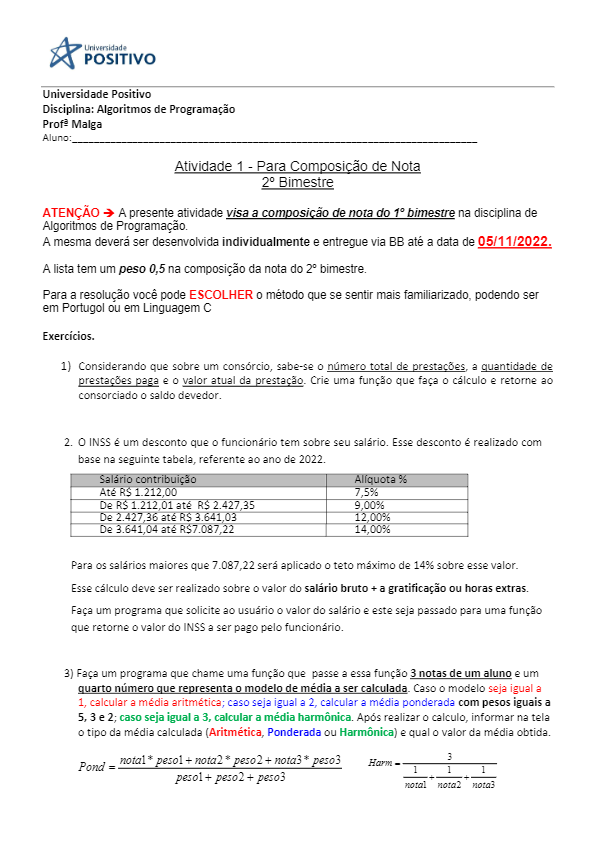 Universidade
POSITIVO
Universidade Positivo
Disciplina: Algoritmos de Programação
Profª Malga
Aluno:___________________________________________________________________________
Atividade 1 - Para Composição de Nota
2º Bimestre
ATENÇÃO ➔ A presente atividade visa a composição de nota do 1º bimestre na disciplina de
Algoritmos de Programação.
A mesma deverá ser desenvolvida individualmente e entregue via BB até a data de 05/11/2022.
A lista tem um peso 0,5 na composição da nota do 2º bimestre.
Para a resolução você pode ESCOLHER o método que se sentir mais familiarizado, podendo ser
em Portugol ou em Linguagem C
Exercícios.
1) Considerando que sobre um consórcio, sabe-se o número total de prestações, a quantidade de
prestações paga e o valor atual da prestação. Crie uma função que faça o cálculo e retorne ao
consorciado o saldo devedor.
2. O INSS é um desconto que o funcionário tem sobre seu salário. Esse desconto é realizado com
base na seguinte tabela, referente ao ano de 2022.
Salário contribuição Alíquota %
Até R$ 1.212,00 7,5%
De R$ 1.212,01 até R$ 2.427,35 9,00%
De 2.427,36 até R$ 3.641,03 12,00%
De 3.641,04 até R$7.087,22 14,00%
Para os salários maiores que 7.087,22 será aplicado o teto máximo de 14% sobre esse valor.
Esse cálculo deve ser realizado sobre o valor do salário bruto + a gratificação ou horas extras.
Faça um programa que solicite ao usuário o valor do salário e este seja passado para uma função
que retorne o valor do INSS a ser pago pelo funcionário.
3) Faça um programa que chame uma função que passe a essa função 3 notas de um aluno e um
quarto número que representa o modelo de média a ser calculada. Caso o modelo seja igual a
1, calcular a média aritmética; caso seja igual a 2, calcular a média ponderada com pesos iguais a
5, 3 e 2; caso seja igual a 3, calcular a média harmônica. Após realizar o calculo, informar na tela
o tipo da média calculada (Aritmética, Ponderada ou Harmônica) e qual o valor da média obtida.
Pond = nota1* peso1 + nota2 * peso2 + nota3 * peso3
peso1 + peso2 + peso3
Harm = 3
1 + 1 + 1
nota1 nota2 nota3